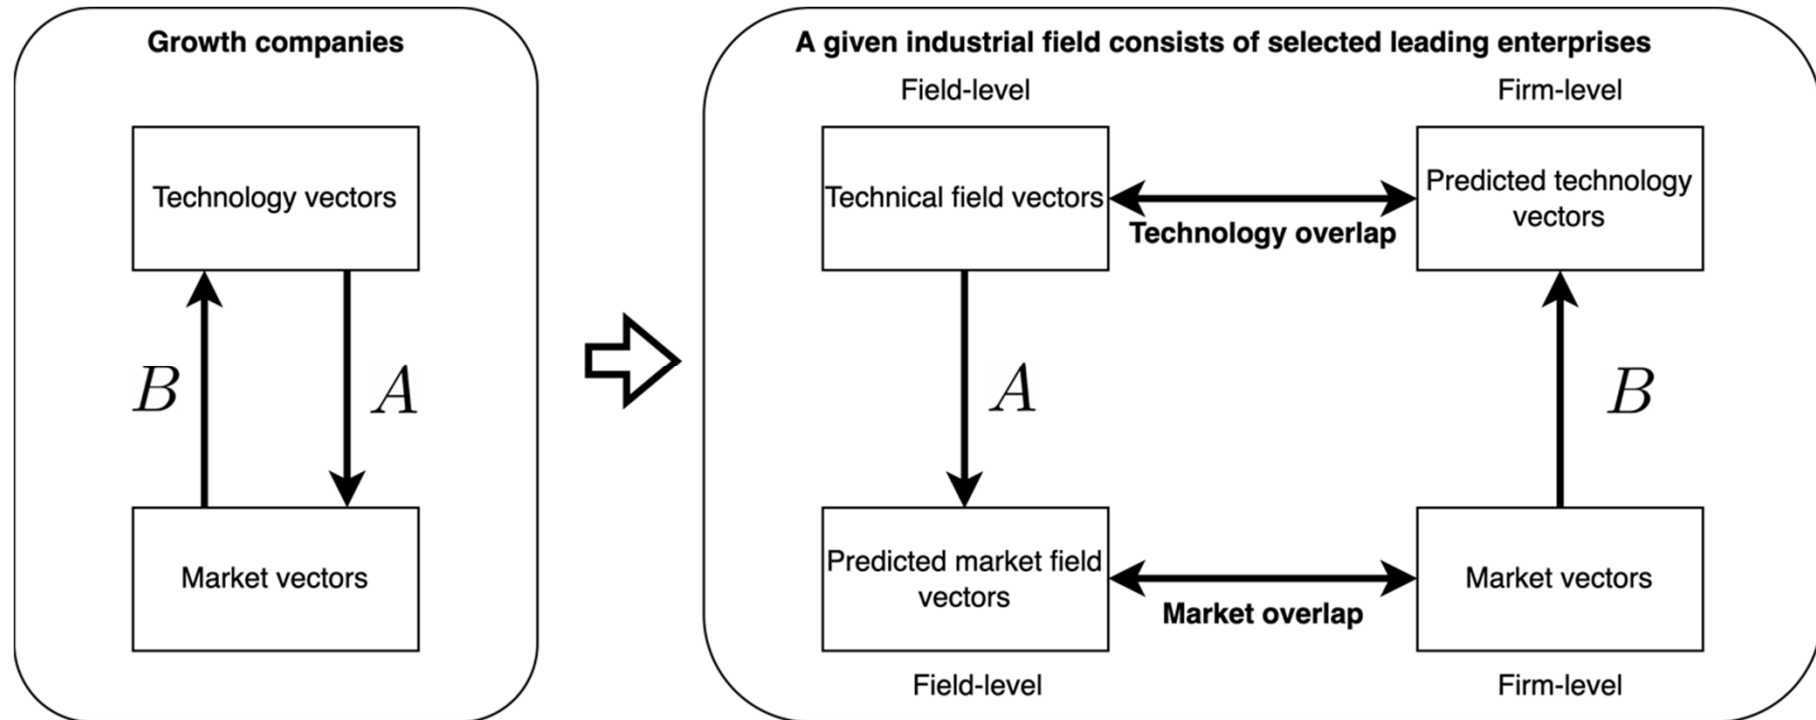 Growth companies
Technology vectors
B
A
Market vectors
A given industrial field consists of selected leading enterprises
Field-level
Firm-level
Technical field vectors
Predicted technology
vectors
Technology overlap
A
B
Predicted market field
vectors
Market vectors
Market overlap
Field-level
Firm-level